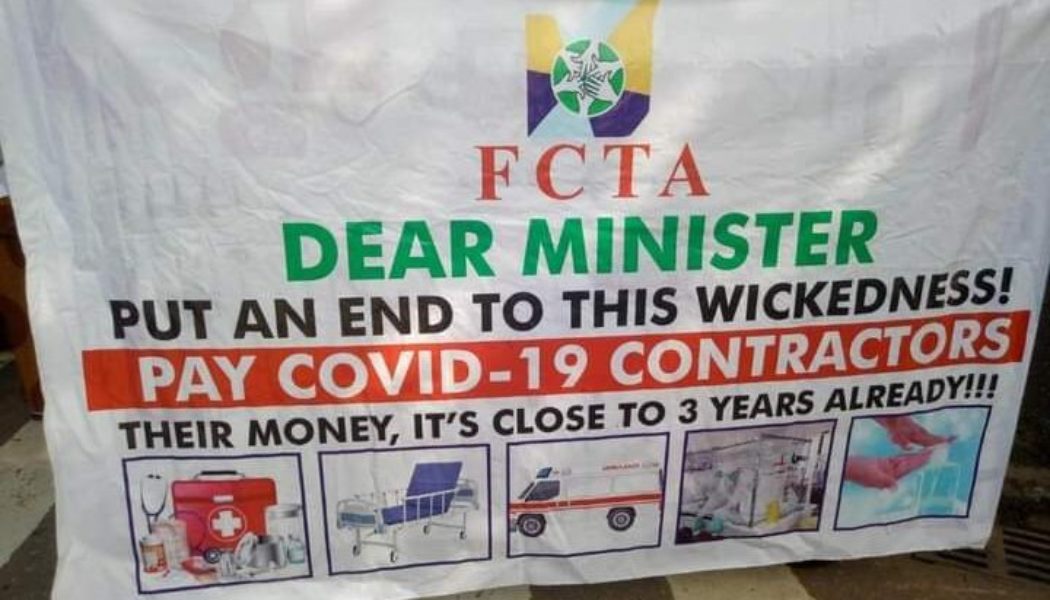 FCTA
DEAR MINISTER
PUT AN END TO THIS WICKEDNESS!
PAY COVID-19 CONTRACTORS
THEIR MONEY, IT'S CLOSE TO 3 YEARS ALREADY!!!